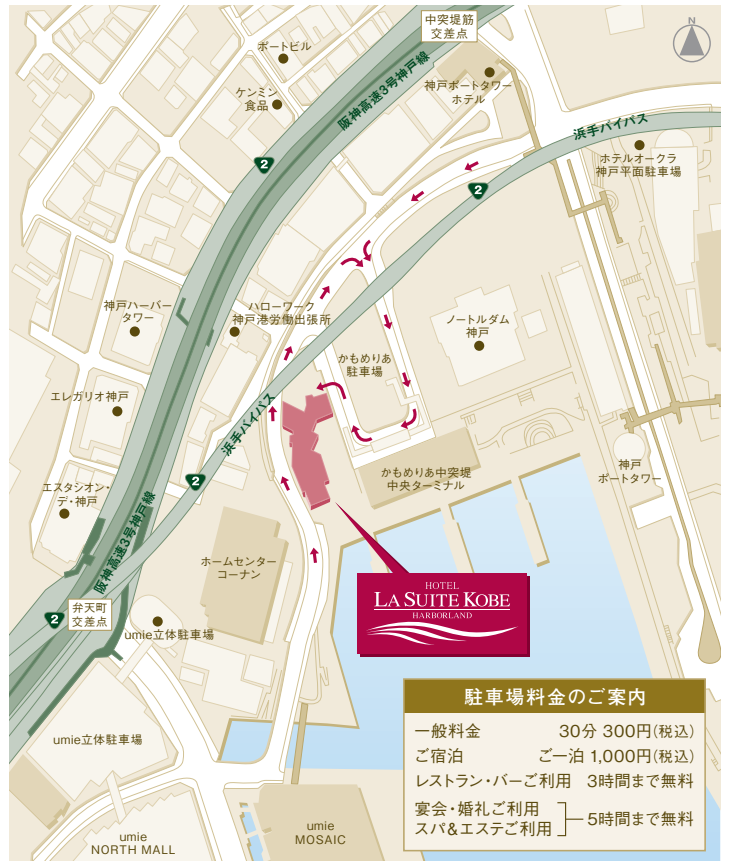 中突堤筋
交差点
N
ポートビル
阪神高速3号神戸線
神戸ポートタワー
ホテル
ケンミン
食品
浜手バイパス
2
ホテルオークラ
神戸平面駐車場
2
神戸ハーバー
タワー
ハローワーク
神戸港労働出張所
ノートルダム
神戸
かもめりあ
駐車場
エレガリオ神戸
浜手バイパス
かもめりあ中突堤
中央ターミナル
神戸
ポートタワー
エスタシオン・
デ・神戸
2
阪神高速3号神戸線
ホームセンター
コーナン
HOTEL
LA SUITE KOBE
HARBORLAND
2
弁天町
交差点
umie立体駐車場
umie立体駐車場
umie
NORTH MALL
umie
MOSAIC
駐車場料金のご案内
一般料金 30分 300円(税込)
ご宿泊 ご一泊 1,000円(税込)
レストラン・バーご利用 3時間まで無料
宴会・婚礼ご利用
スパ&エステご利用
5時間まで無料